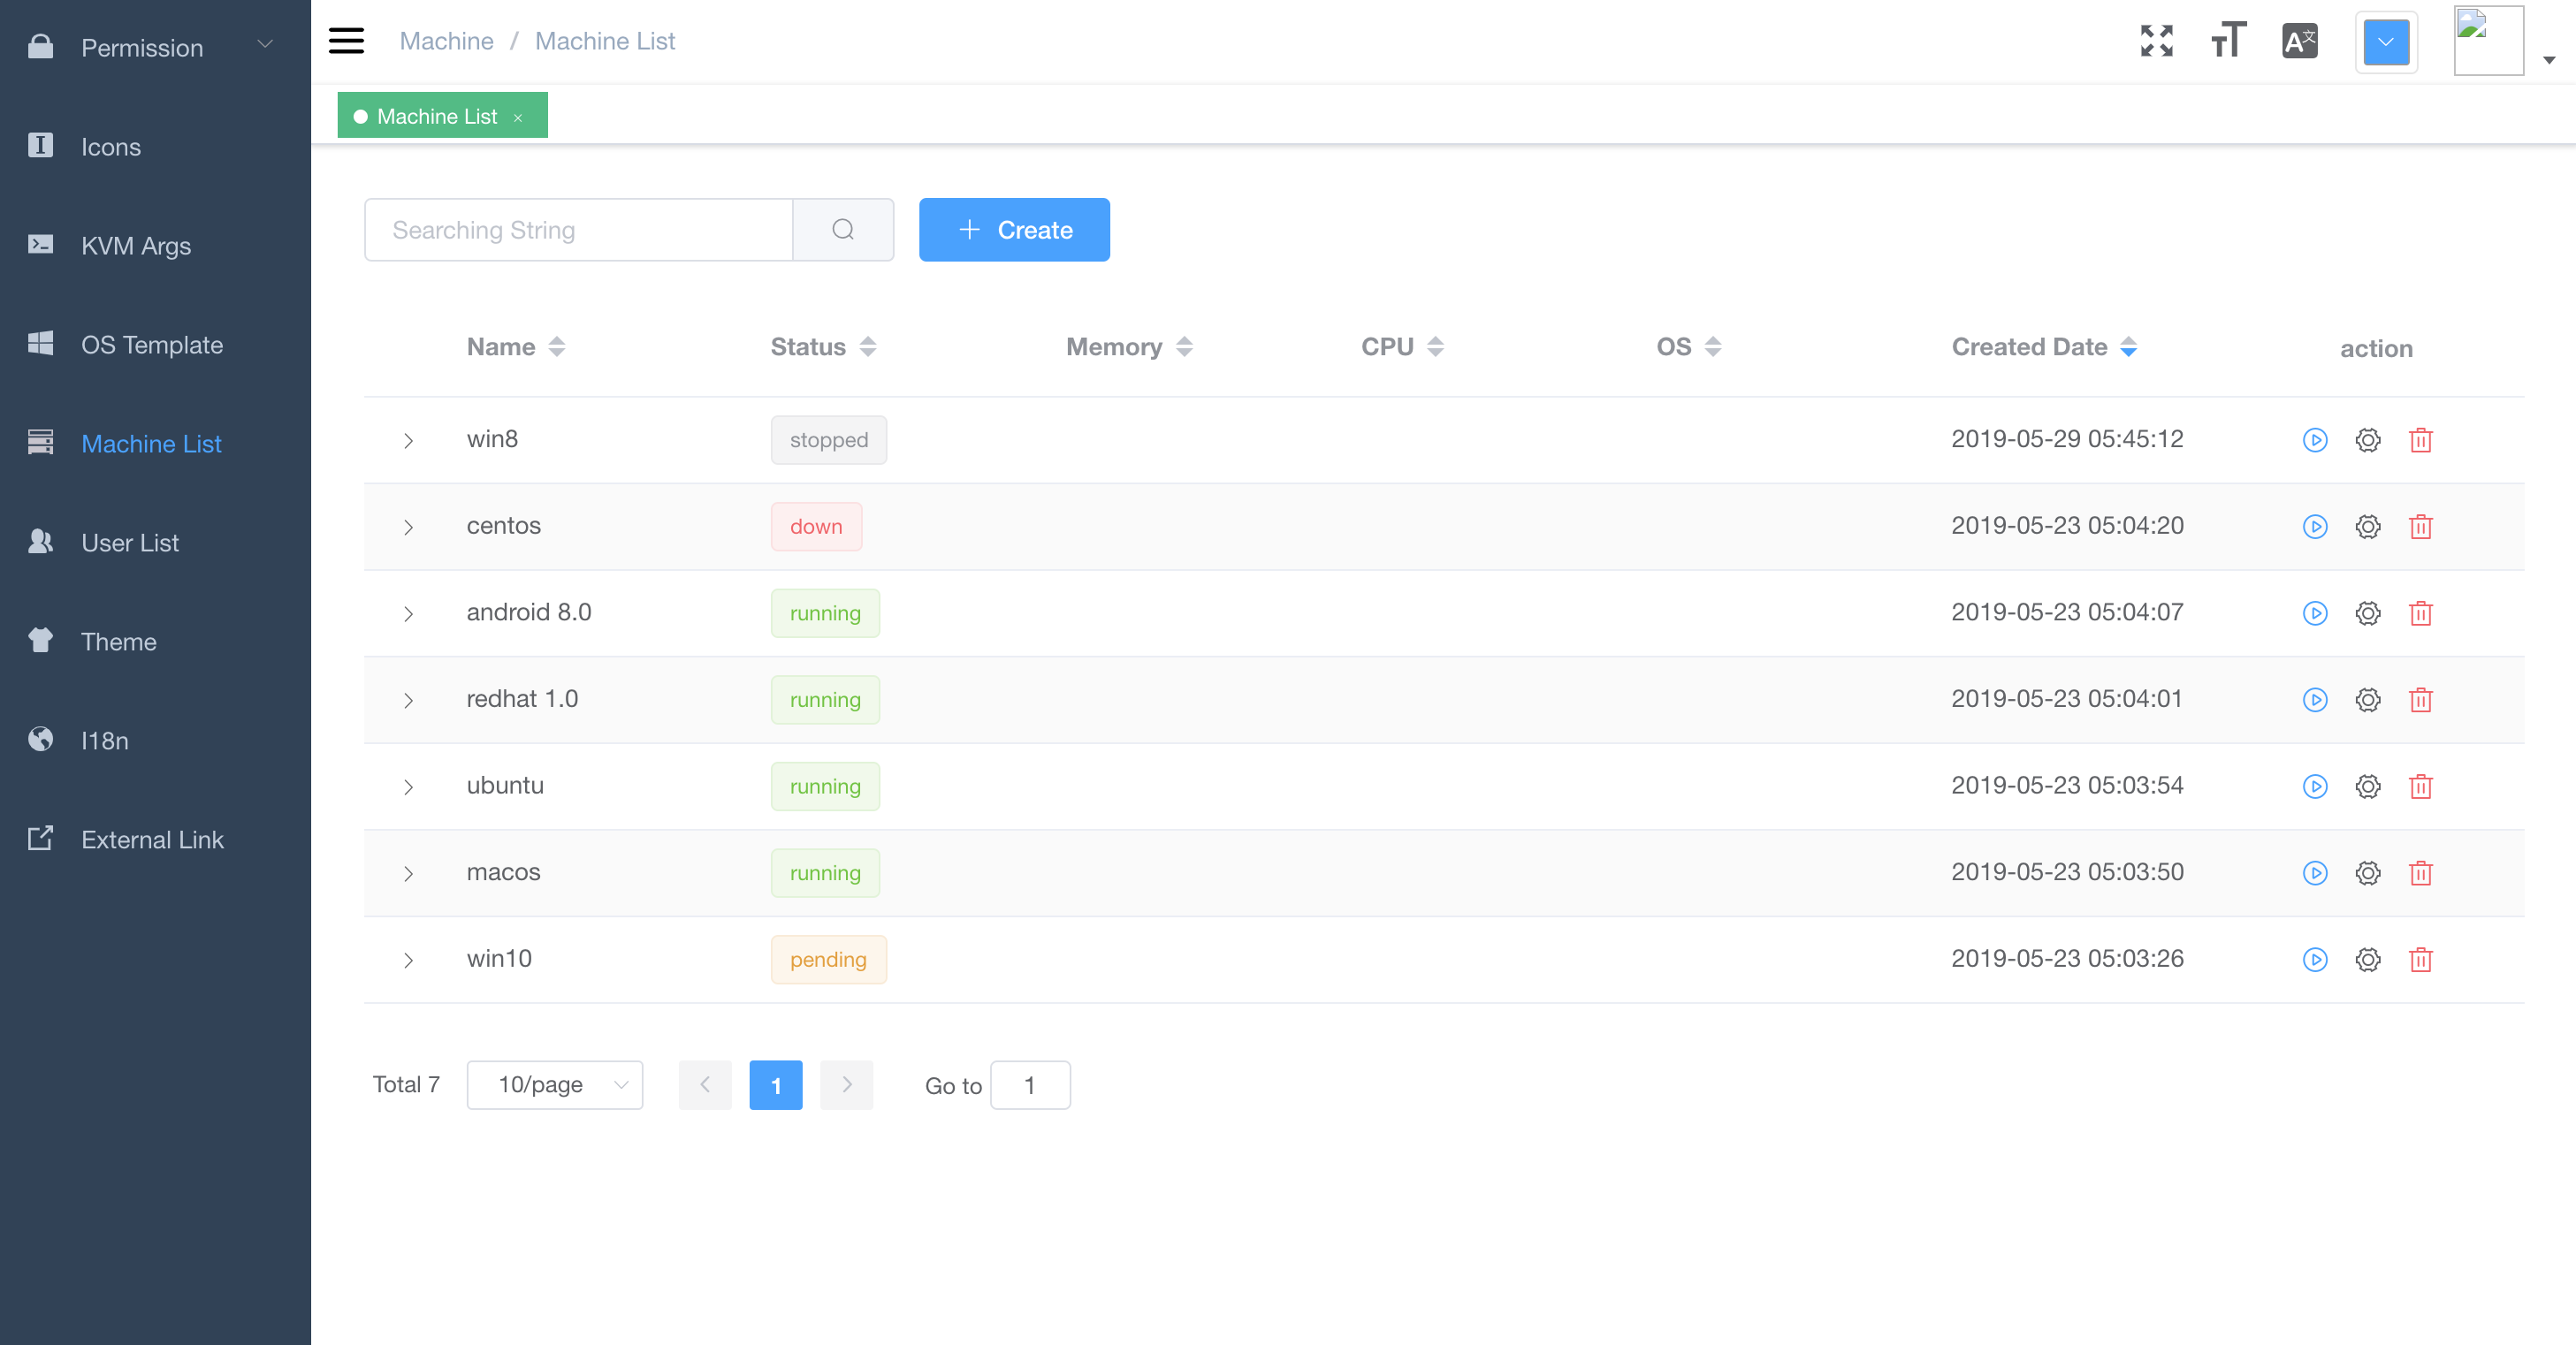 Permission
Icons
KVM Args
OS Template
Machine List
User List
Theme
I18n
External Link
Machine / Machine List
Machine List ×
Searching String
Create
Name Status Memory CPU OS Created Date action
win8 stopped 2019-05-29 05:45:12
centos down 2019-05-23 05:04:20
android 8.0 running 2019-05-23 05:04:07
redhat 1.0 running 2019-05-23 05:04:01
ubuntu running 2019-05-23 05:03:54
macos running 2019-05-23 05:03:50
win10 pending 2019-05-23 05:03:26
Total 7 10/page 1 Go to 1